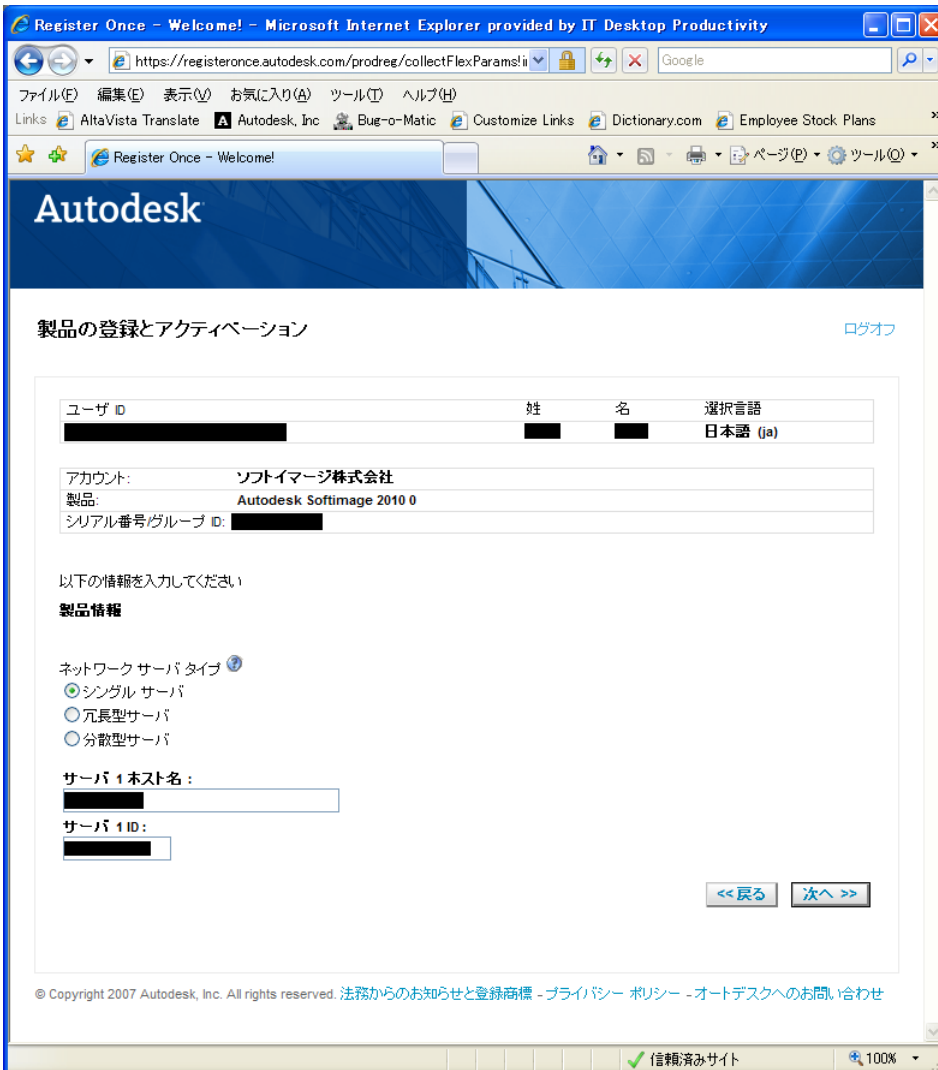 Register Once - Welcome! - Microsoft Internet Explorer provided by IT Desktop Productivity
https://registeronce.autodesk.com/prodreg/collectFlexParams!i
Google
ファイル(F) 編集(E) 表示(V) お気に入り(A) ツール(T) ヘルプ(H)
Links AltaVista Translate Autodesk, Inc Bug-o-Matic Customize Links Dictionary.com Employee Stock Plans »
Register Once - Welcome! ページ(P) ツール(O) »
Autodesk
製品の登録とアクティベーション ログオフ
ユーザ ID 姓 名 選択言語
日本語 (ja)
アカウント: ソフトイマージ株式会社
製品: Autodesk Softimage 2010 0
シリアル番号/グループ ID:
以下の情報を入力してください
製品情報
ネットワーク サーバ タイプ ?
シングル サーバ
冗長型サーバ
分散型サーバ
サーバ 1 ホスト名 :
サーバ 1 ID :
<< 戻る 次へ >>
© Copyright 2007 Autodesk, Inc. All rights reserved. 法務からのお知らせと登録商標 - プライバシー ポリシー - オートデスクへのお問い合わせ
信頼済みサイト 100%